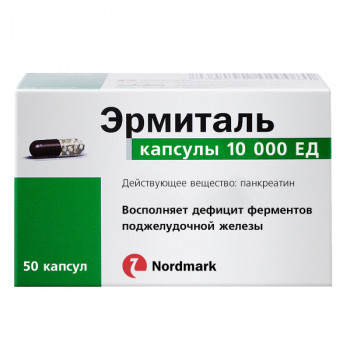 Эрмиталь
капсулы 10 000 ЕД
Действующее вещество: панкреатин
Восполняет дефицит ферментов
поджелудочной железы
50 капсул
Nordmark